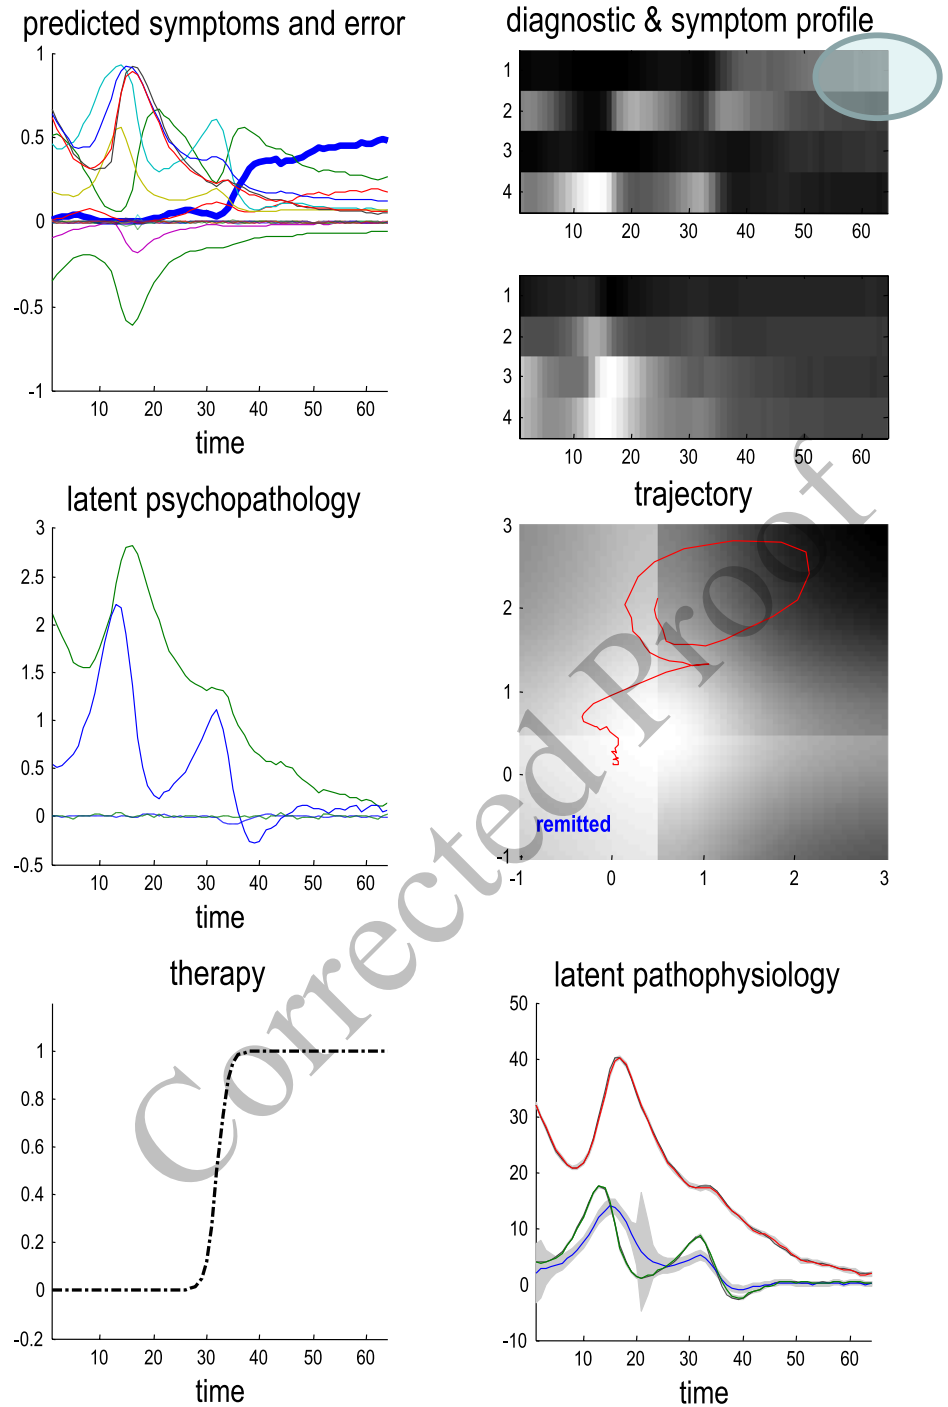 predicted symptoms and error
1
0.5
0
-0.5
-1
10 20 30 40 50 60
time
diagnostic & symptom profile
1
2
3
4
10 20 30 40 50 60
1
2
3
4
10 20 30 40 50 60
latent psychopathology
3
2.5
2
1.5
1
0.5
0
-0.5
10 20 30 40 50 60
time
trajectory
3
2
1
0
-1
remitted
-1 0 1 2 3
therapy
1
0.8
0.6
0.4
0.2
0
-0.2
10 20 30 40 50 60
time
latent pathophysiology
50
40
30
20
10
0
-10
10 20 30 40 50 60
time
Corrected Proof